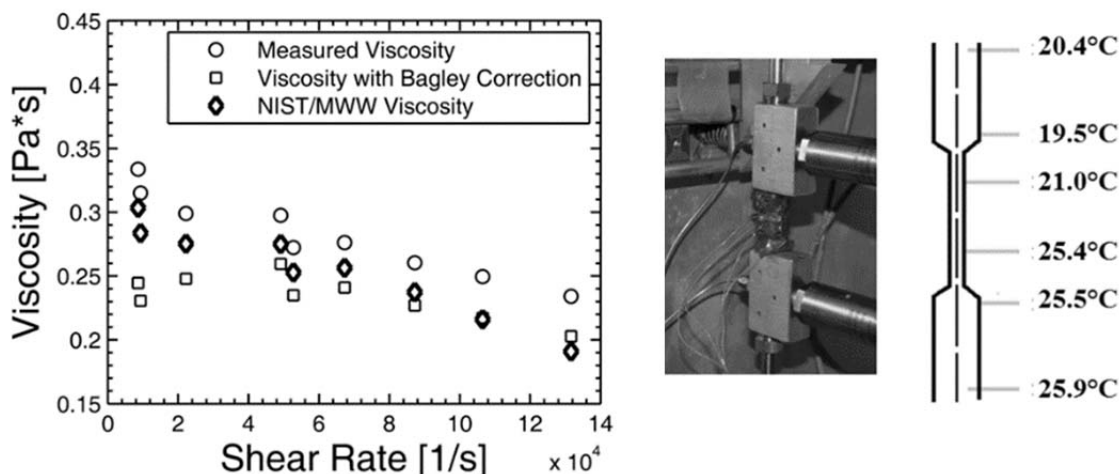 0.45
0.4
0.35
0.3
0.25
0.2
0.15
Viscosity [Pa*s]
Measured Viscosity
Viscosity with Bagley Correction
NIST/MWW Viscosity
0 2 4 6 8 10 12 14
Shear Rate [1/s] x 10⁴
20.4°C
19.5°C
21.0°C
25.4°C
25.5°C
25.9°C